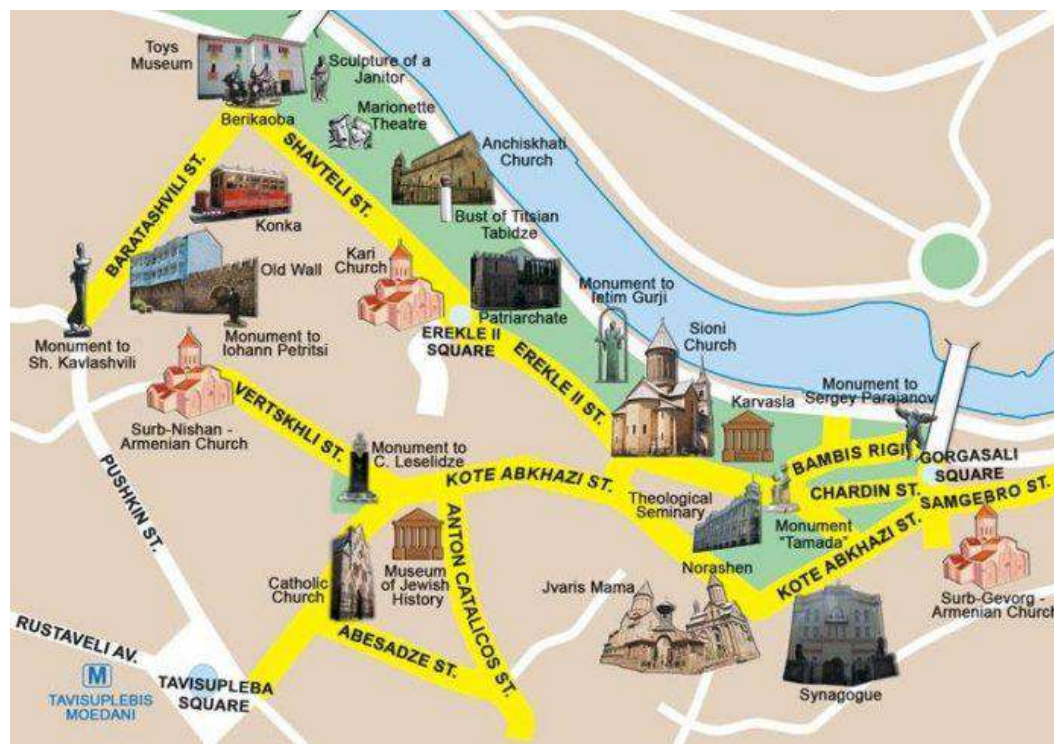 Toys
Museum
Sculpture of a
Janitor
Berikaoba
Marionette
Theatre
SHAVTELI ST.
Anchiskhati
Church
BARATASHVILI ST.
Konka
Bust of Titsian
Tabidze
Kari
Church
Old Wall
Monument to
Ietim Gurji
Patriarchate
Sioni
Church
Monument to
Sh. Kavlashvili
Monument to
Iohann Petritsi
EREKLE II
SQUARE
EREKLE II ST.
Monument to
Sergey Parajanov
Karvasla
VERTSKHLI ST.
Surb-Nishan -
Armenian Church
Monument to
C. Leselidze
BAMBIS RIGI
GORGASALI
SQUARE
KOTE ABKHAZI ST.
CHARDIN ST.
SAMGEBRO ST.
PUSHKIN ST.
Theological
Seminary
Monument
"Tamada"
KOTE ABKHAZI ST.
ANTON CATALICOS ST.
Catholic
Church
Museum
of Jewish
History
Norashen
Jvaris Mama
Surb-Gevorg -
Armenian Church
RUSTAVELI AV.
ABESADZE ST.
M
TAVISUPLEBIS
MOEDANI
TAVISUPLEBA
SQUARE
Synagogue